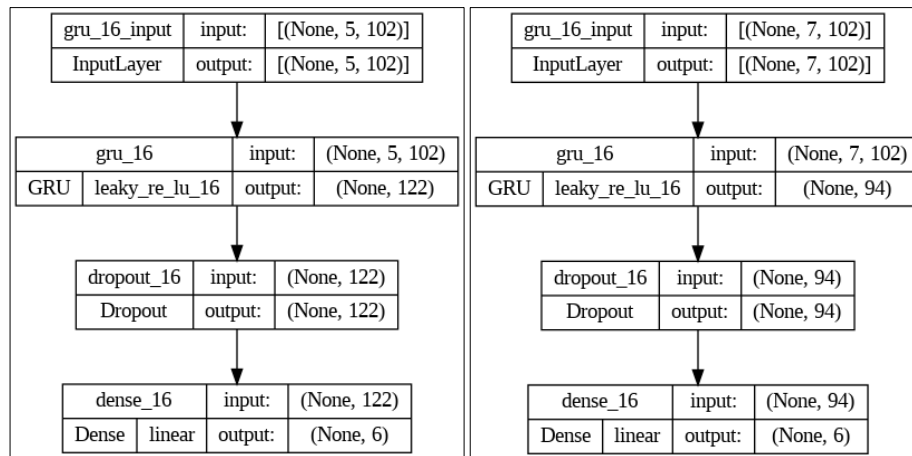 gru_16_input input: [(None, 5, 102)]
InputLayer output: [(None, 5, 102)]
gru_16 input: (None, 5, 102)
GRU leaky_re_lu_16 output: (None, 122)
dropout_16 input: (None, 122)
Dropout output: (None, 122)
dense_16 input: (None, 122)
Dense linear output: (None, 6)
gru_16_input input: [(None, 7, 102)]
InputLayer output: [(None, 7, 102)]
gru_16 input: (None, 7, 102)
GRU leaky_re_lu_16 output: (None, 94)
dropout_16 input: (None, 94)
Dropout output: (None, 94)
dense_16 input: (None, 94)
Dense linear output: (None, 6)